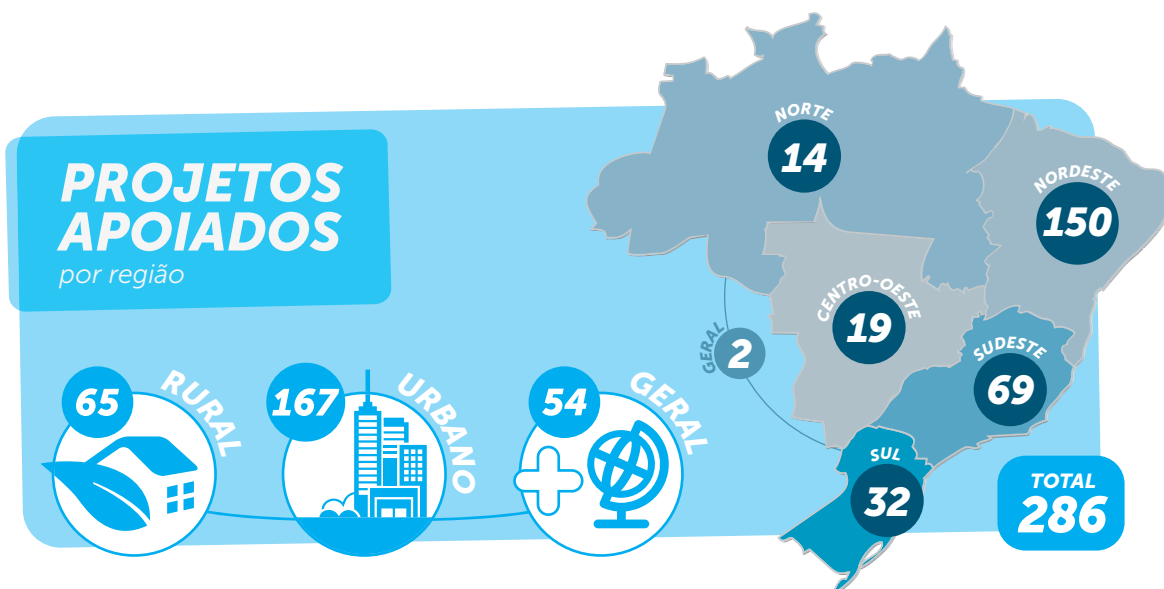 PROJETOS
APOIADOS
por região
65
RURAL
167
URBANO
54
GERAL
NORTE
14
NORDESTE
150
CENTRO-OESTE
19
GERAL
2
SUDESTE
69
SUL
32
TOTAL
286